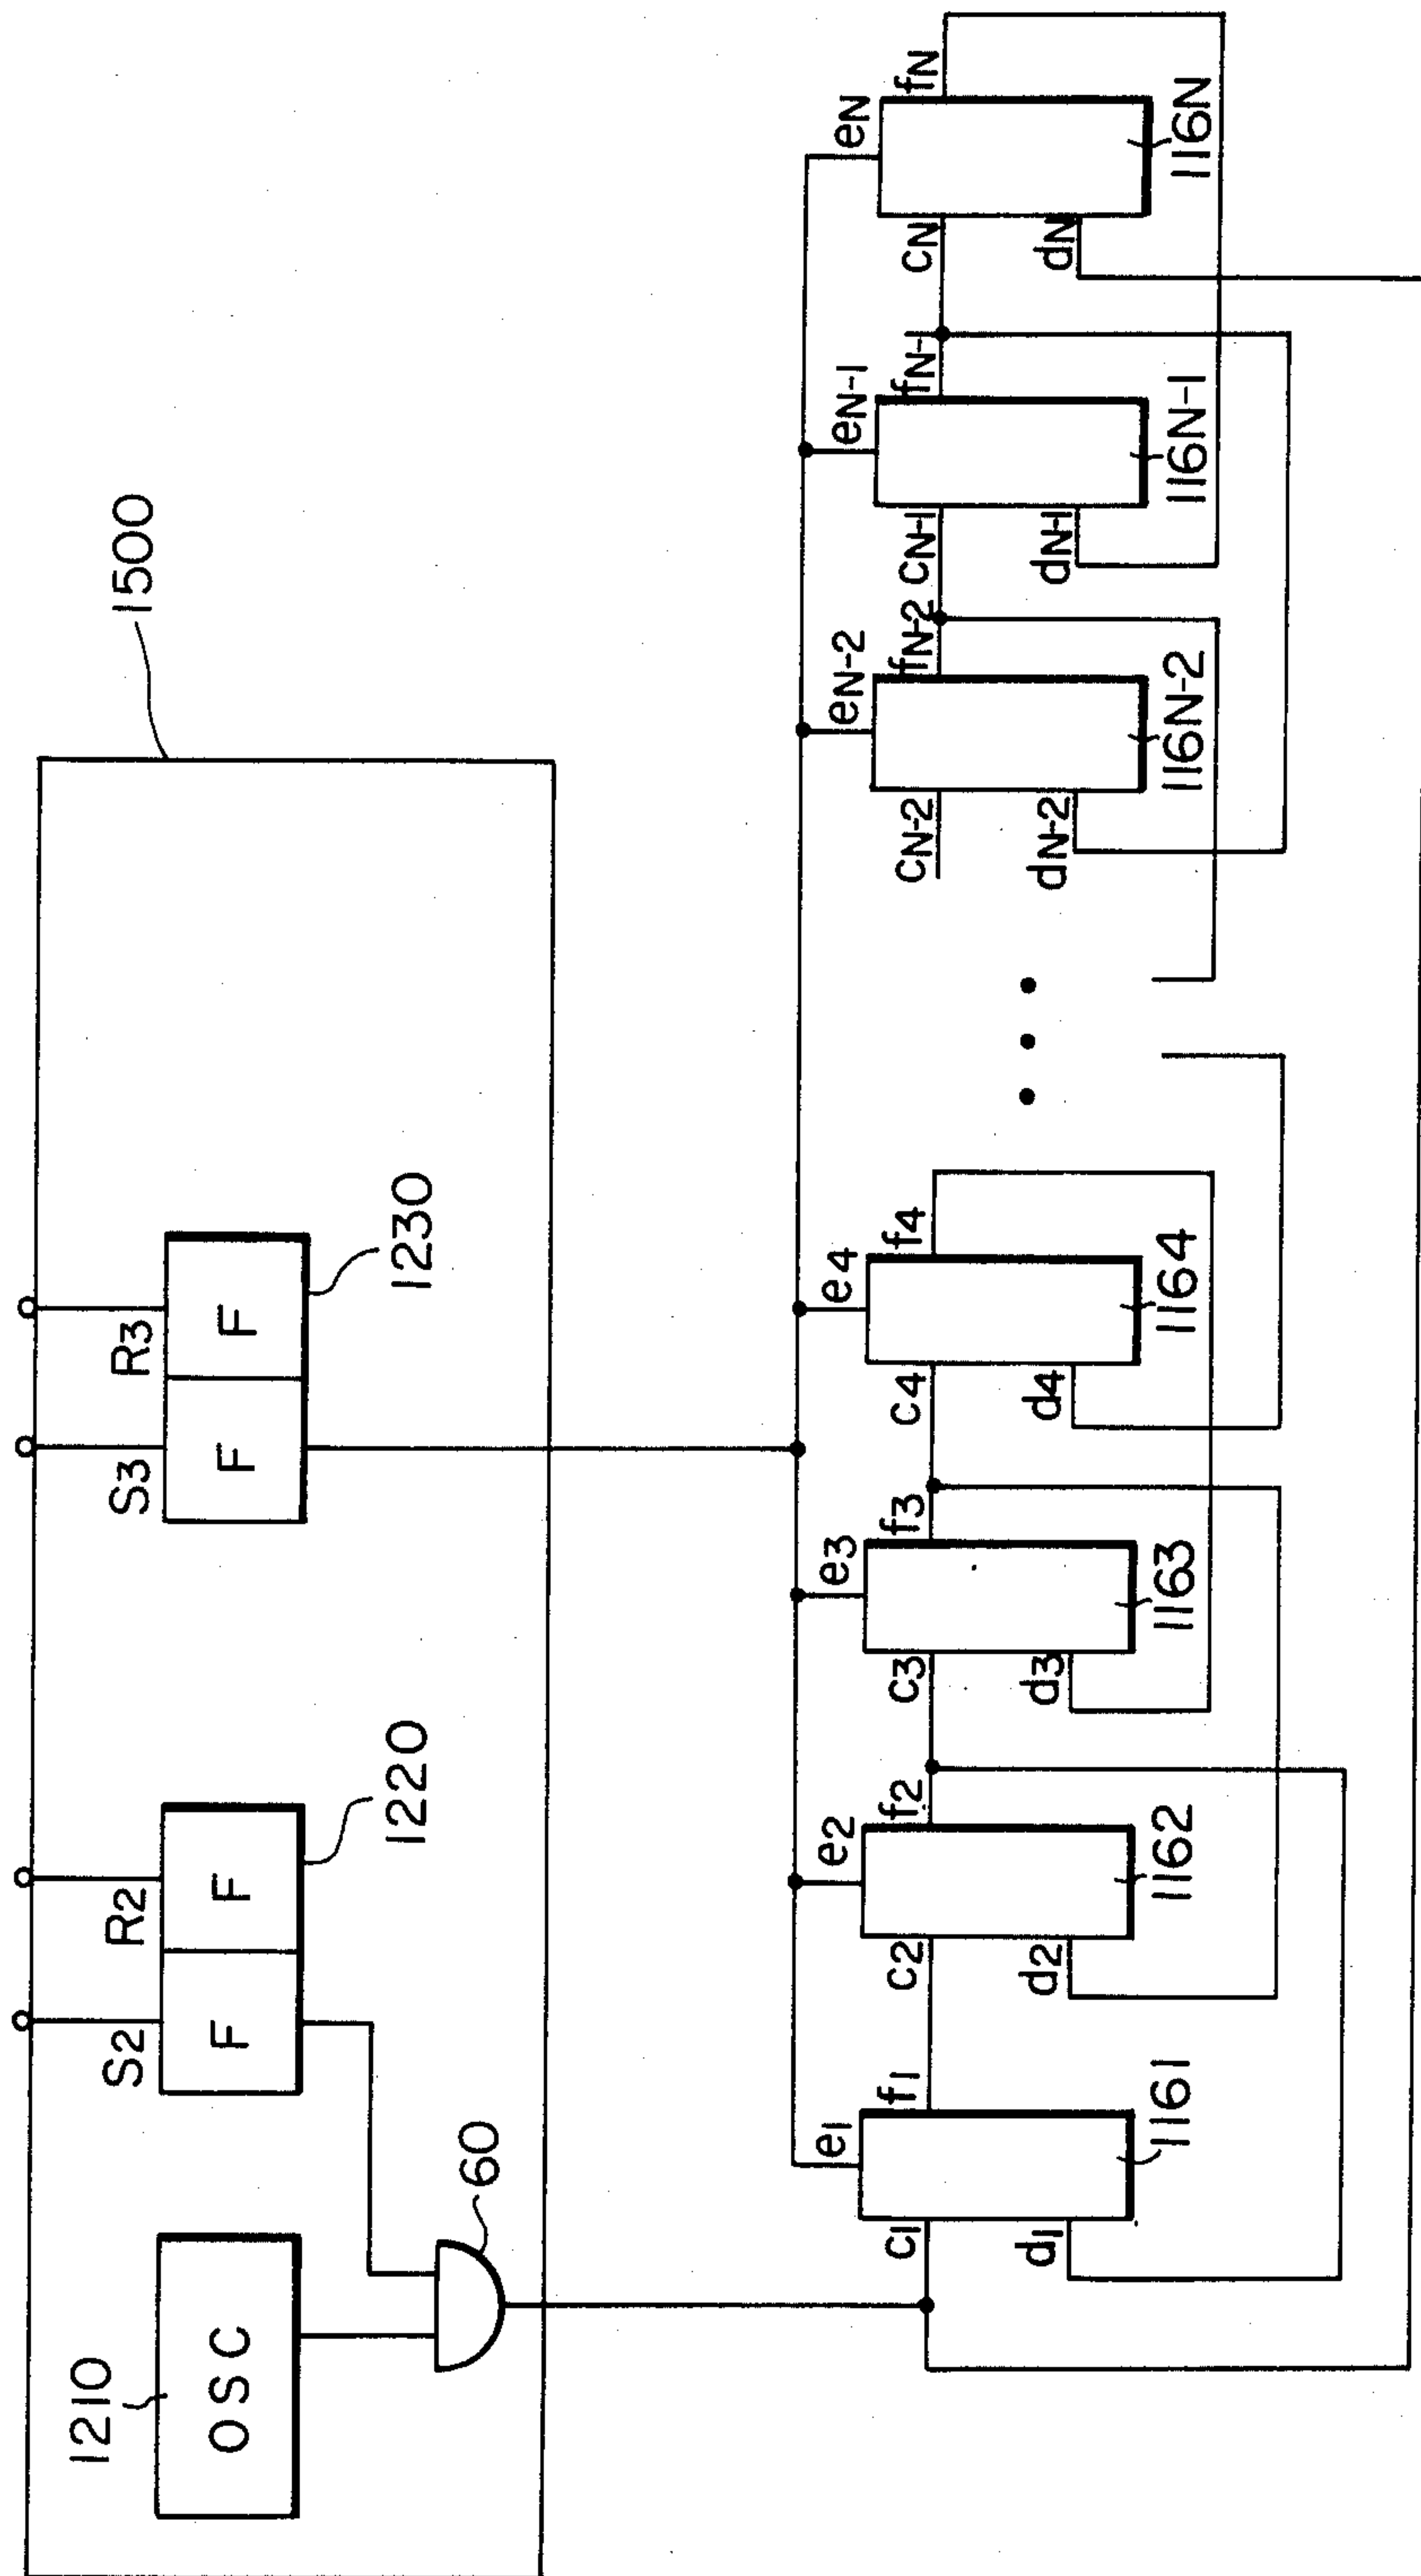 1500
1210
OSC
S2
R2
F
F
1220
S3
R3
F
F
1230
60
e1
e2
e3
e4
eN-2
eN-1
eN
c1
f1
c2
f2
c3
f3
c4
f4
cN-2
fN-2
cN-1
fN-
cN
fN
d1
d2
d3
d4
dN-2
dN-1
dN
1161
1162
1163
1164
116N-2
116N-1
116N